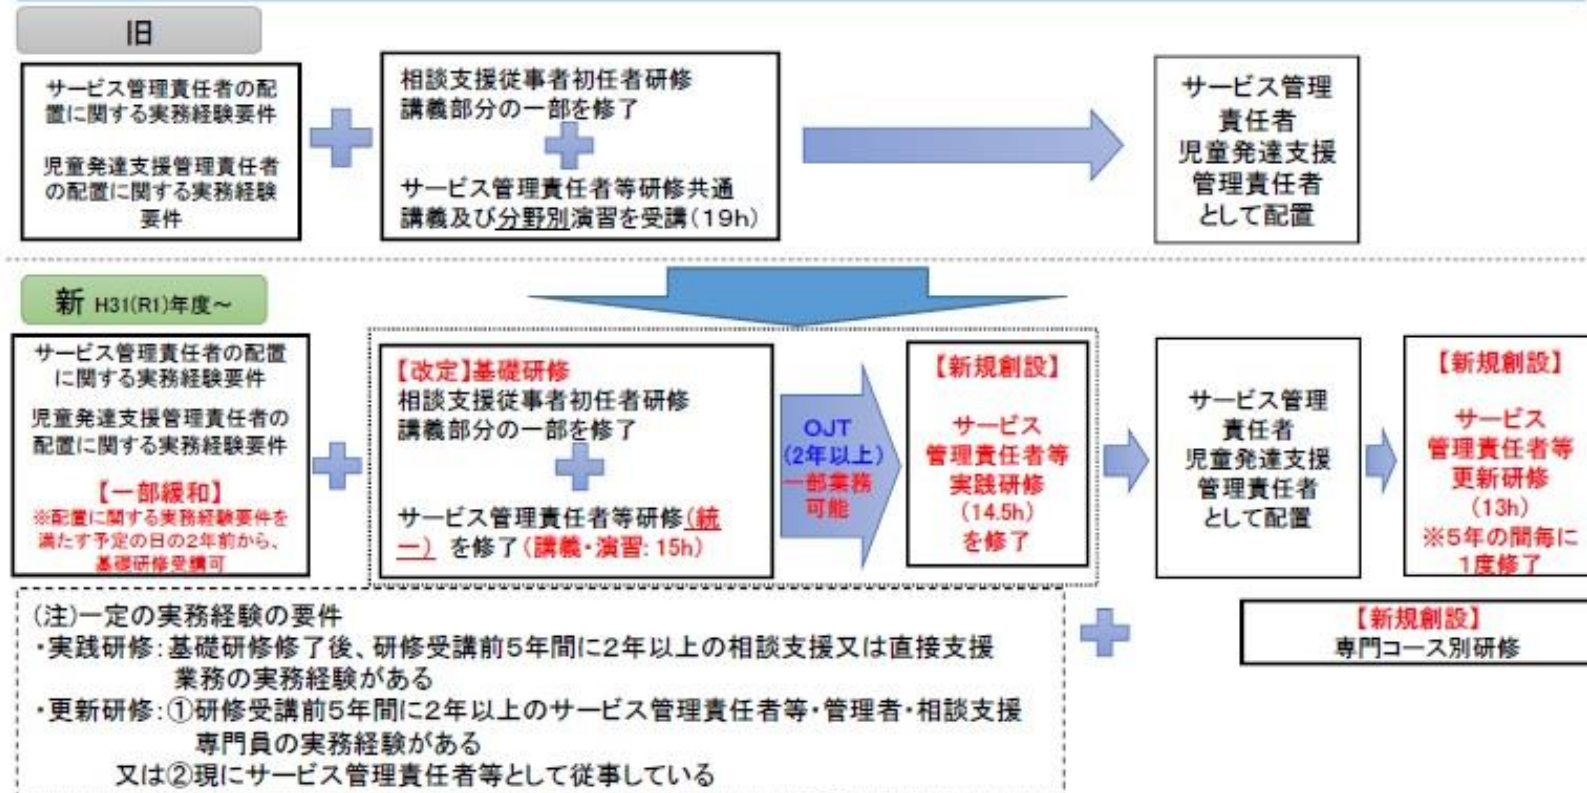 旧
サービス管理責任者の配
置に関する実務経験要件
児童発達支援管理責任者
の配置に関する実務経験
要件
相談支援従事者初任者研修
講義部分の一部を修了
サービス管理責任者等研修共通
講義及び分野別演習を受講(19h)
サービス管理
責任者
児童発達支援
管理責任者
として配置
新 H31(R1)年度～
サービス管理責任者の配置
に関する実務経験要件
児童発達支援管理責任者の
配置に関する実務経験要件
【一部緩和】
※配置に関する実務経験要件を
満たす予定の日の2年前から、
基礎研修受講可
【改定】基礎研修
相談支援従事者初任者研修
講義部分の一部を修了
サービス管理責任者等研修(統
一) を修了(講義・演習: 15h)
OJT
(2年以上)
一部業務
可能
【新規創設】
サービス
管理責任者等
実践研修
(14.5h)
を修了
サービス管理
責任者
児童発達支援
管理責任者
として配置
【新規創設】
サービス
管理責任者等
更新研修
(13h)
※5年の間毎に
1度修了
(注)一定の実務経験の要件
・実践研修:基礎研修修了後、研修受講前5年間に2年以上の相談支援又は直接支援
業務の実務経験がある
・更新研修:①研修受講前5年間に2年以上のサービス管理責任者等・管理者・相談支援
専門員の実務経験がある
又は②現にサービス管理責任者等として従事している
【新規創設】
専門コース別研修